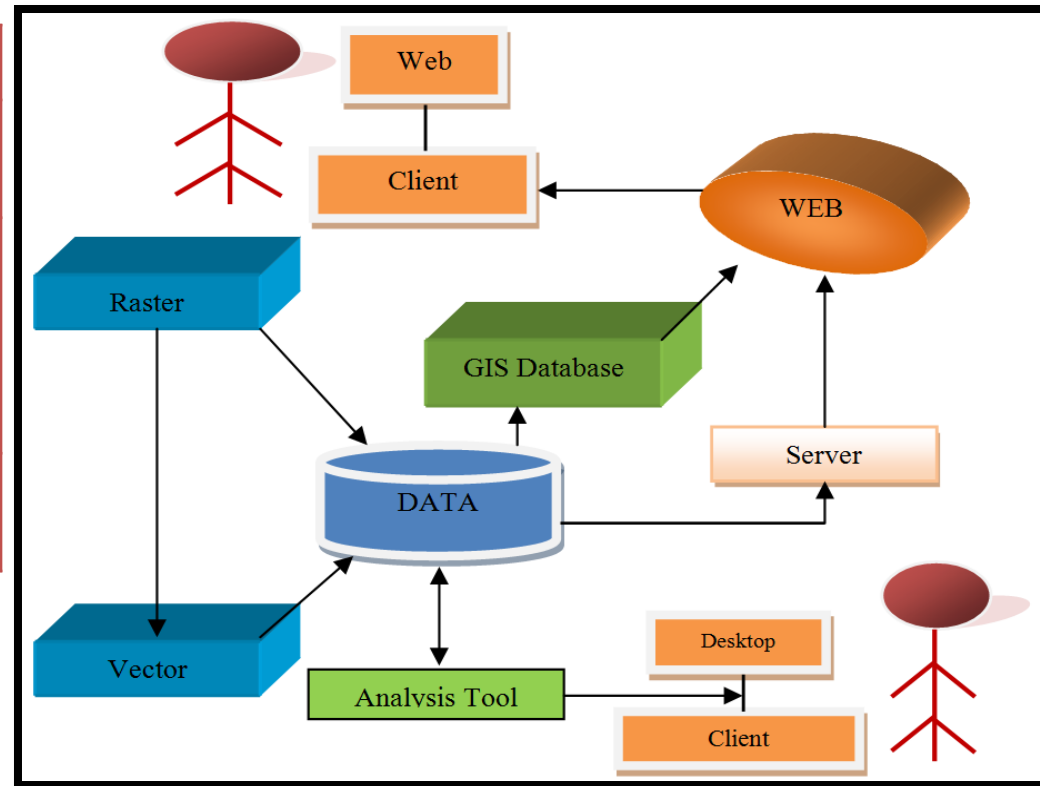 Web
Client
WEB
Raster
GIS Database
Server
DATA
Desktop
Vector
Analysis Tool
Client